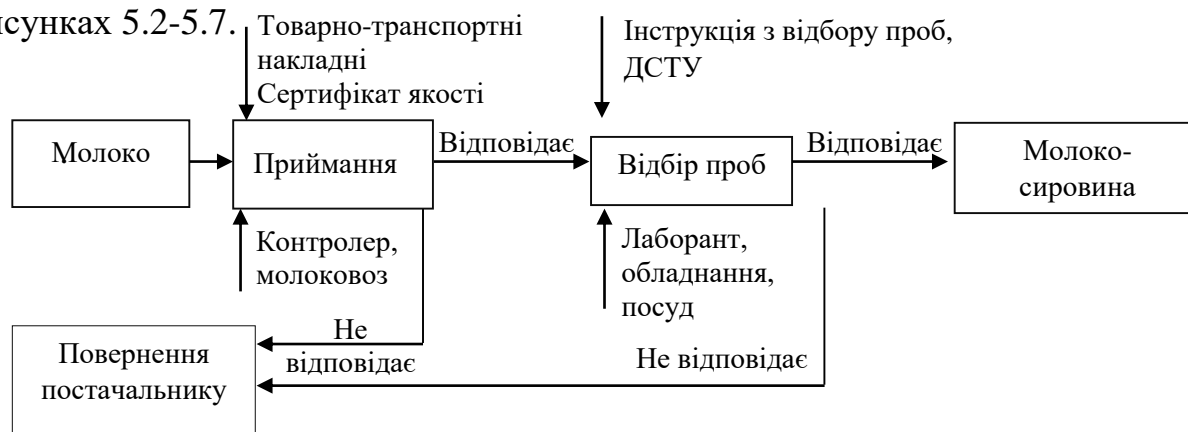 сунках 5.2-5.7.
Товарно-транспортні
накладні
Сертифікат якості
Інструкція з відбору проб,
ДСТУ
Молоко
Приймання
Відповідає
Відбір проб
Відповідає
Молоко-
сировина
Контролер,
молоковоз
Лаборант,
обладнання,
посуд
Не
відповідає
Не відповідає
Повернення
постачальнику